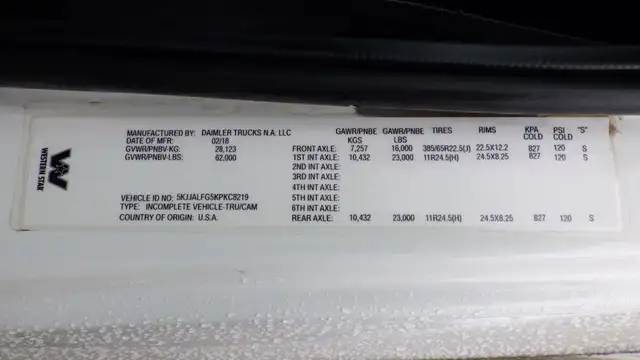 WESTERN STAR
MANUFACTURED BY: DAIMLER TRUCKS N.A. LLC
DATE OF MFR: 02/18
GVWR/PNBV-KG: 28,123
GVWR/PNBV-LBS: 62,000
VEHICLE ID NO.: 5KJJALFG5KPKC8219
TYPE: INCOMPLETE VEHICLE-TRU/CAM
COUNTRY OF ORIGIN: U.S.A.
GAWR/PNBE KGS GAWR/PNBE LBS TIRES RIMS KPA COLD PSI COLD "S"
FRONT AXLE: 7,257 16,000 385/65R22.5(J) 22.5X12.2 827 120 S
1ST INT AXLE: 10,432 23,000 11R24.5(H) 24.5X8.25 827 120 S
2ND INT AXLE:
3RD INT AXLE:
4TH INT AXLE:
5TH INT AXLE:
6TH INT AXLE:
REAR AXLE: 10,432 23,000 11R24.5(H) 24.5X8.25 827 120 S